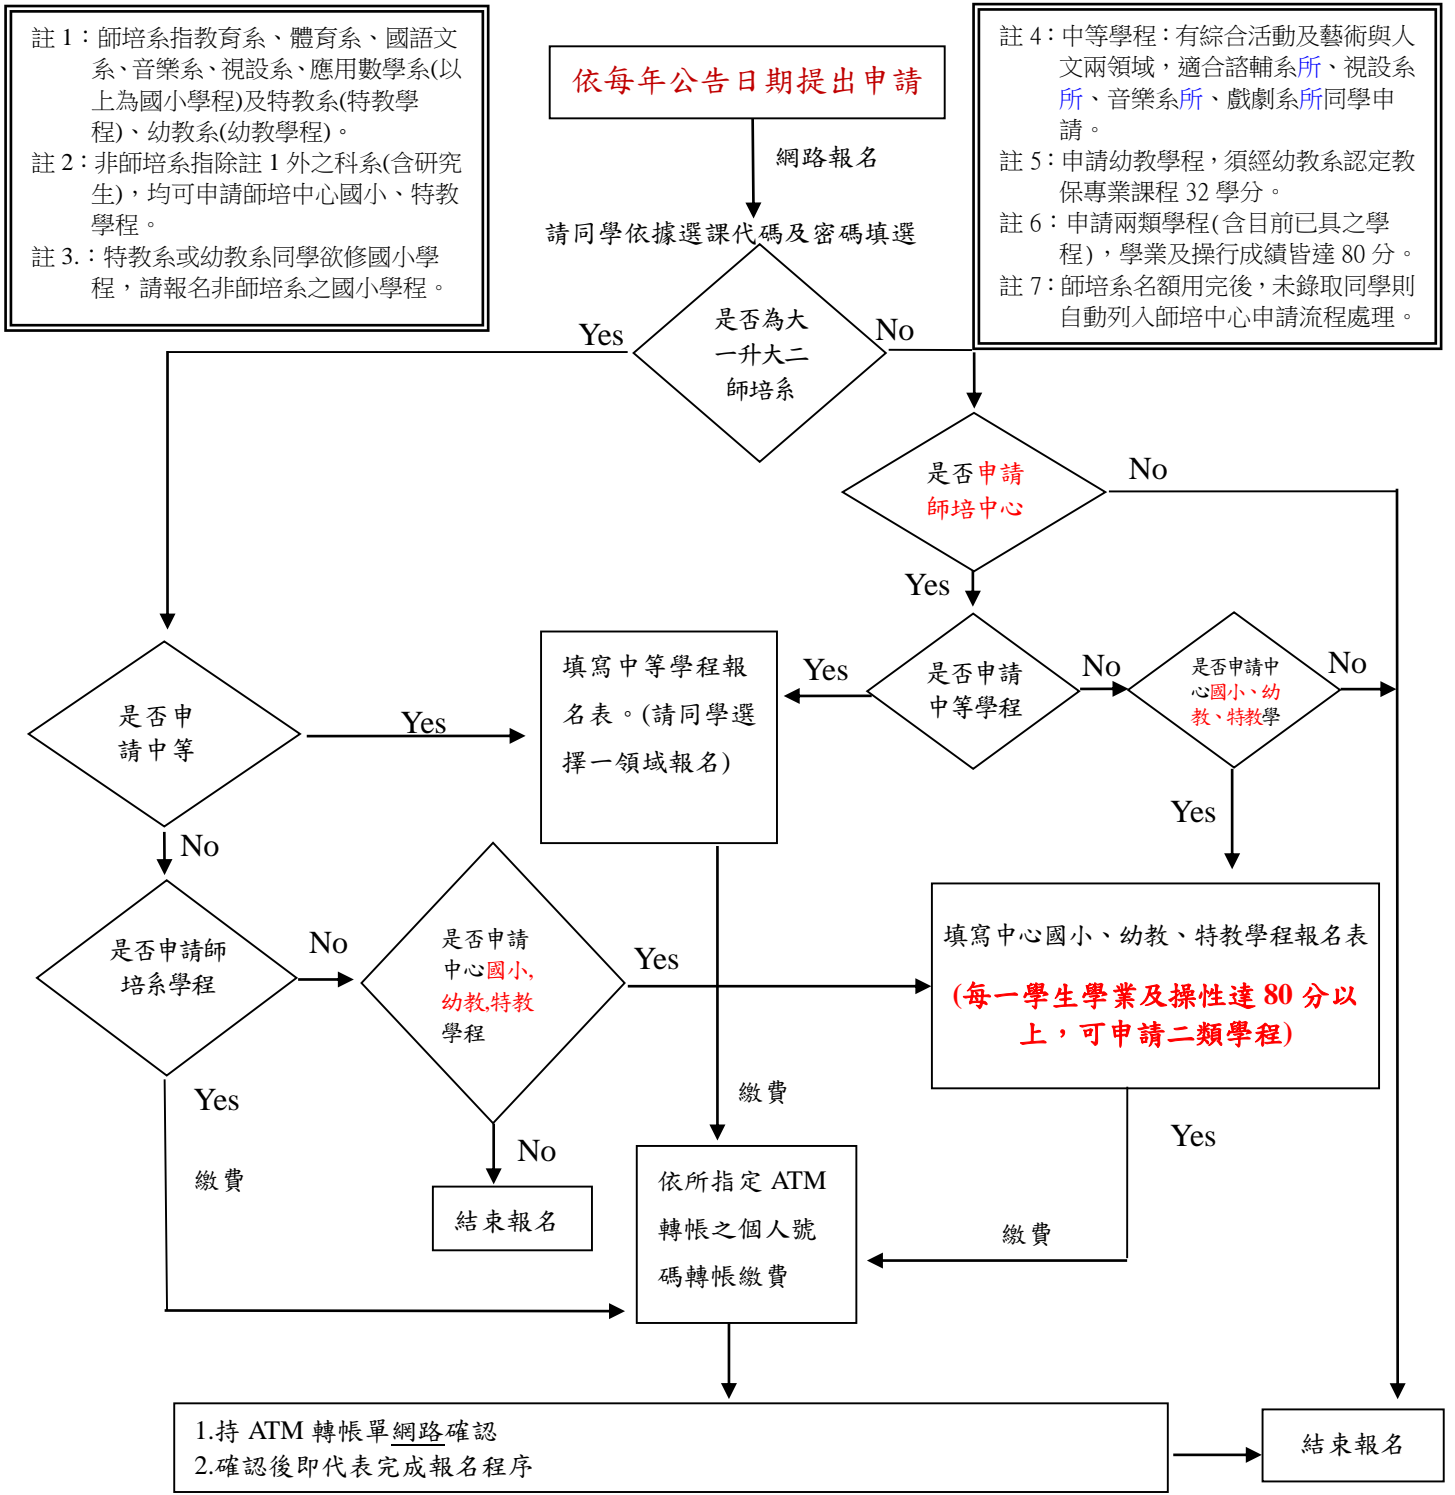 註 1：師培系指教育系、體育系、國語文
系、音樂系、視設系、應用數學系(以
上為國小學程)及特教系(特教學
程)、幼教系(幼教學程)。
註 2：非師培系指除註 1 外之科系(含研究
生)，均可申請師培中心國小、特教
學程。
註 3.：特教系或幼教系同學欲修國小學
程，請報名非師培系之國小學程。
依每年公告日期提出申請
註 4：中等學程：有綜合活動及藝術與人
文兩領域，適合諮輔系所、視設系
所、音樂系所、戲劇系所同學申
請。
註 5：申請幼教學程，須經幼教系認定教
保專業課程 32 學分。
註 6：申請兩類學程(含目前已具之學
程)，學業及操行成績皆達 80 分。
註 7：師培系名額用完後，未錄取同學則
自動列入師培中心申請流程處理。
網路報名
請同學依據選課代碼及密碼填選
是否為大
一升大二
師培系
Yes
No
是否申請
師培中心
No
Yes
是否申
請中等
Yes
填寫中等學程報
名表。(請同學選
擇一領域報名)
Yes
是否申請
中等學程
No
是否申請中
心國小、幼
教、特教學
No
Yes
No
是否申請師
培系學程
No
是否申請
中心國小,
幼教,特教
學程
Yes
填寫中心國小、幼教、特教學程報名表
(每一學生學業及操性達 80 分以
上，可申請二類學程)
Yes
繳費
No
結束報名
繳費
Yes
繳費
依所指定 ATM
轉帳之個人號
碼轉帳繳費
1.持 ATM 轉帳單網路確認
2.確認後即代表完成報名程序
結束報名